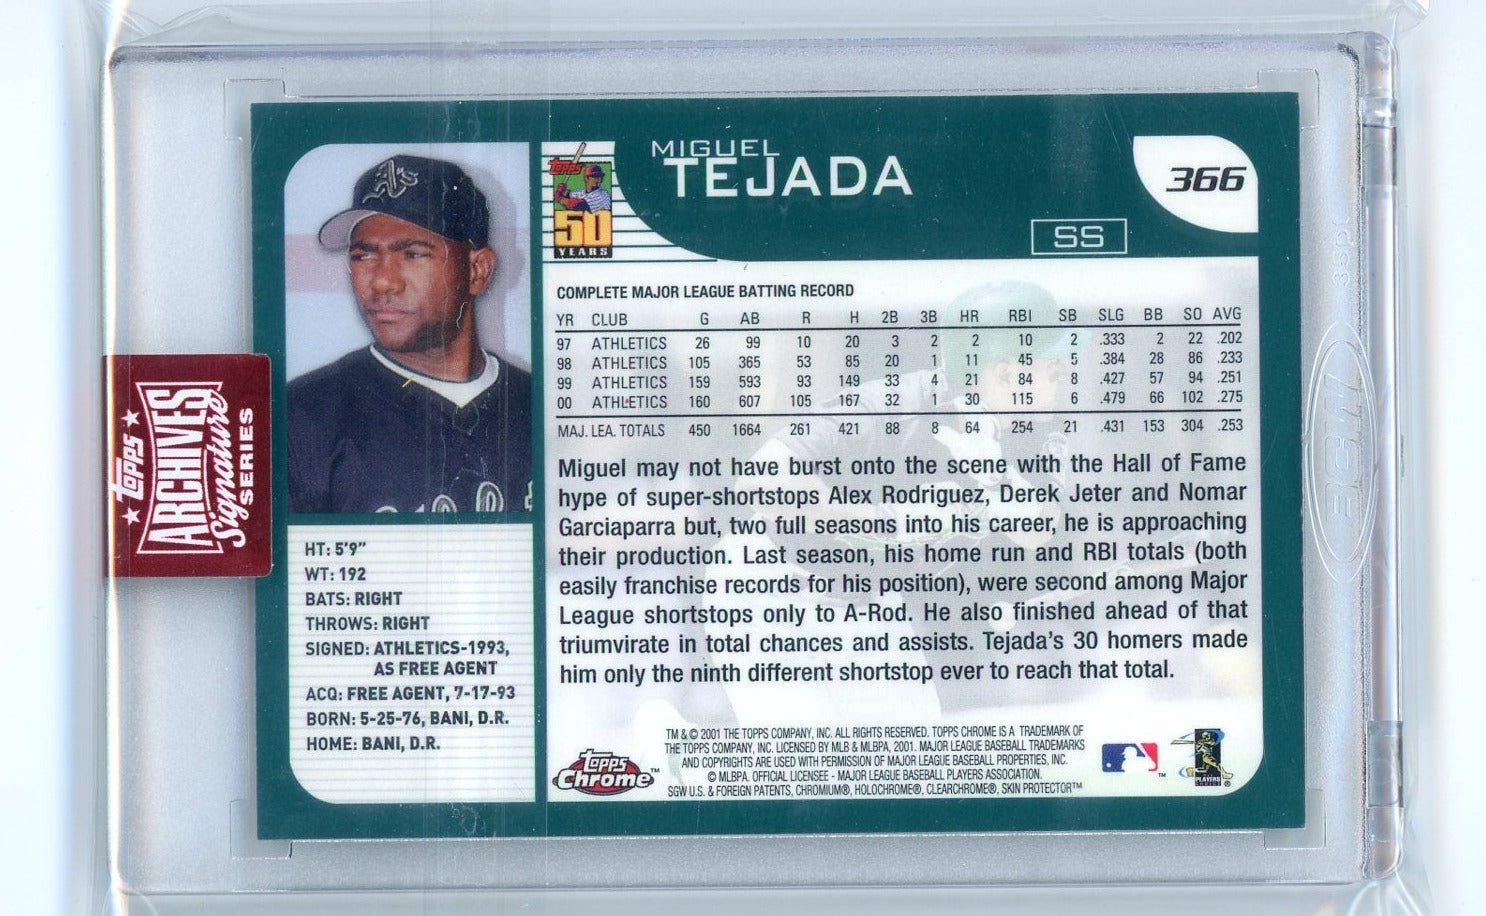 MIGUEL
TEJADA
366
SS
Topps
50
YEARS
A's
COMPLETE MAJOR LEAGUE BATTING RECORD
YR CLUB G AB R H 2B 3B HR RBI SB SLG BB SO AVG
97 ATHLETICS 26 99 10 20 3 2 2 10 2 .333 2 22 .202
98 ATHLETICS 105 365 53 85 20 1 11 45 5 .384 28 86 .233
99 ATHLETICS 159 593 93 149 33 4 21 84 8 .427 57 94 .251
00 ATHLETICS 160 607 105 167 32 1 30 115 6 .479 66 102 .275
MAJ. LEA. TOTALS 450 1664 261 421 88 8 64 254 21 .431 153 304 .253
Miguel may not have burst onto the scene with the Hall of Fame
hype of super-shortstops Alex Rodriguez, Derek Jeter and Nomar
Garciaparra but, two full seasons into his career, he is approaching
their production. Last season, his home run and RBI totals (both
easily franchise records for his position), were second among Major
League shortstops only to A-Rod. He also finished ahead of that
triumvirate in total chances and assists. Tejada's 30 homers made
him only the ninth different shortstop ever to reach that total.
HT: 5'9"
WT: 192
BATS: RIGHT
THROWS: RIGHT
SIGNED: ATHLETICS-1993,
AS FREE AGENT
ACQ: FREE AGENT, 7-17-93
BORN: 5-25-76, BANI, D.R.
HOME: BANI, D.R.
Topps
Chrome™
TM & © 2001 THE TOPPS COMPANY, INC. ALL RIGHTS RESERVED. TOPPS CHROME IS A TRADEMARK OF
THE TOPPS COMPANY, INC. LICENSED BY MLB & MLBPA, 2001. MAJOR LEAGUE BASEBALL TRADEMARKS
AND COPYRIGHTS ARE USED WITH PERMISSION OF MAJOR LEAGUE BASEBALL PROPERTIES, INC.
© MLBPA. OFFICIAL LICENSEE - MAJOR LEAGUE BASEBALL PLAYERS ASSOCIATION.
SGW U.S. & FOREIGN PATENTS, CHROMIUM®, HOLOCHROME®, CLEARCHROME®, SKIN PROTECTOR™
PLAYERS
CHOICE
Topps
ARCHIVES
Signature
SERIES
35pt
BCW